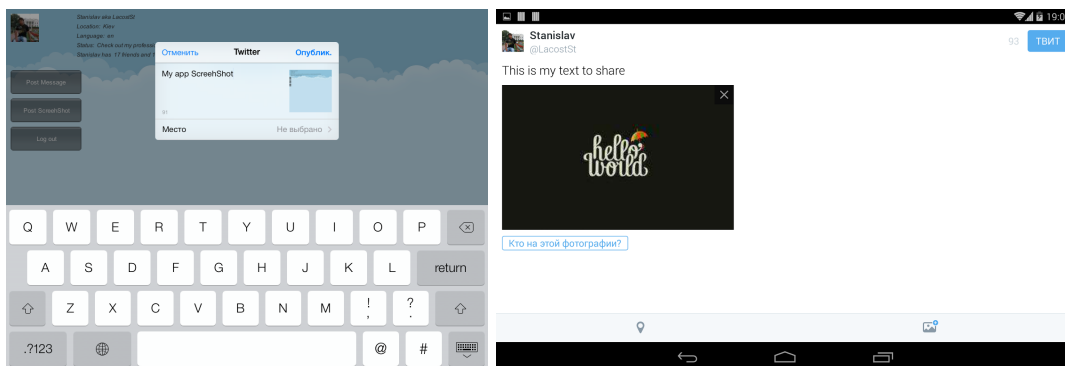 Stanislav aka LacostSt
Location: Kiev
Language: en
Status: Check out my
Stanislav has 17 friends and
Отменить Twitter Опублик.
My app ScreehShot
91
Место Не выбрано
Post Message
Post ScreehShot
Log out
Q W E R T Y U I O P
A S D F G H J K L return
Z X C V B N M ! , ? .
.?123 @ #
19:0
Stanislav
@LacostSt
93 ТВИТ
This is my text to share
hello,
world
Кто на этой фотографии?